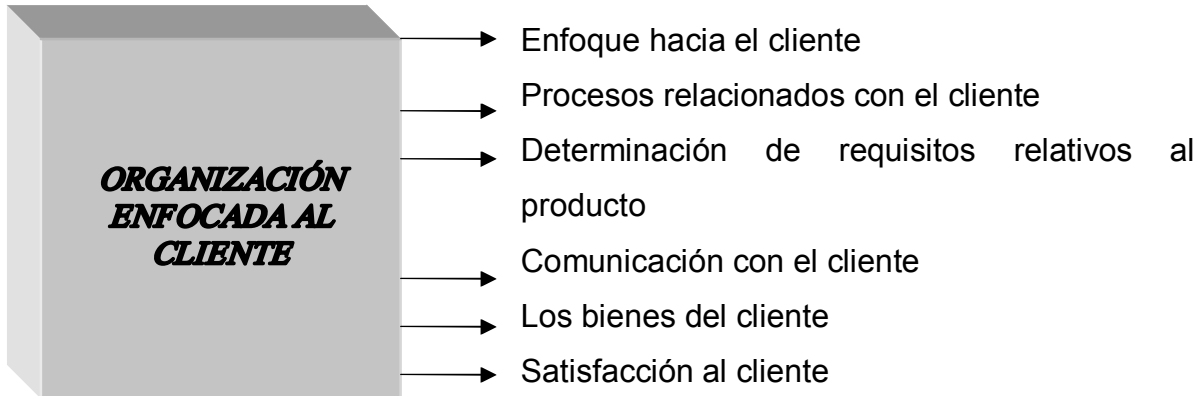 ORGANIZACIÓN
ENFOCADA AL
CLIENTE
Enfoque hacia el cliente
Procesos relacionados con el cliente
Determinación de requisitos relativos al
producto
Comunicación con el cliente
Los bienes del cliente
Satisfacción al cliente